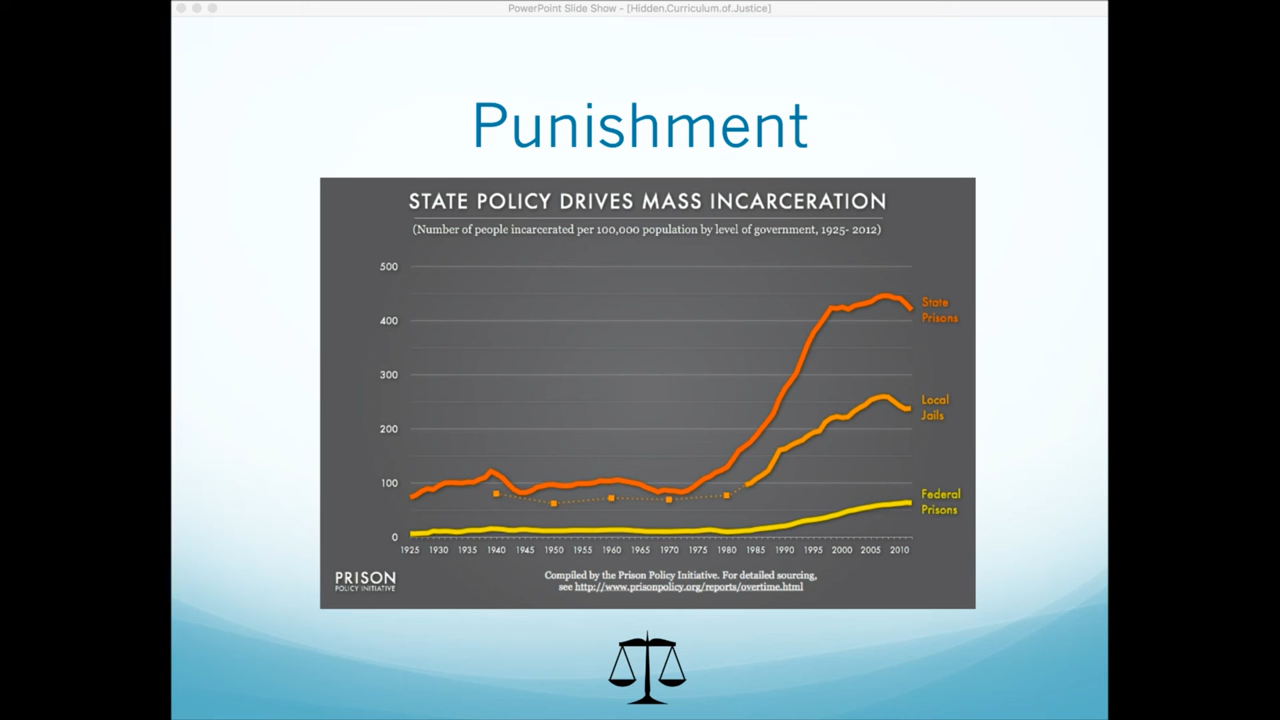 PowerPoint Slide Show - [Hidden.Curriculum.of.Justice]
Punishment
STATE POLICY DRIVES MASS INCARCERATION
(Number of people incarcerated per 100,000 population by level of government, 1925- 2012)
500
400
300
200
100
0
State
Prisons
Local
Jails
Federal
Prisons
1925 1930 1935 1940 1945 1950 1955 1960 1965 1970 1975 1980 1985 1990 1995 2000 2005 2010
PRISON
POLICY INITIATIVE
Compiled by the Prison Policy Initiative. For detailed sourcing,
see http://www.prisonpolicy.org/reports/overtime.html